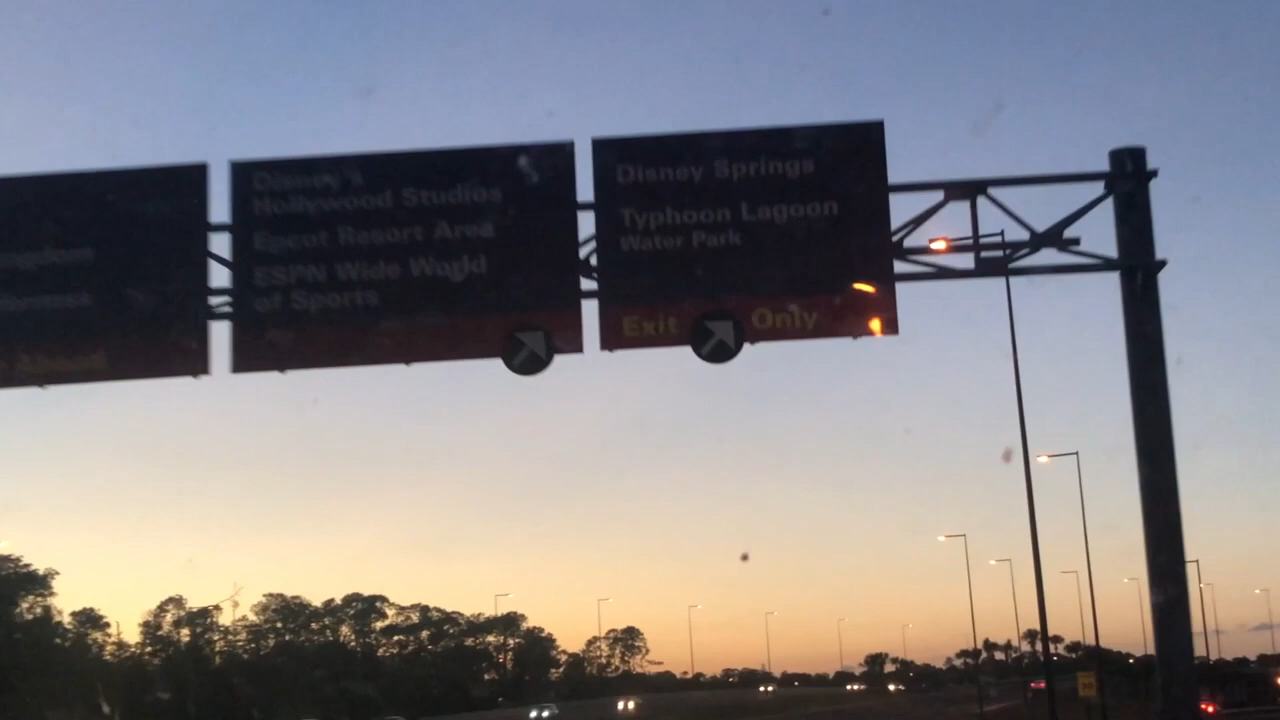 Disney's
Hollywood Studios
Epcot Resort Area
ESPN Wide World
of Sports
Disney Springs
Typhoon Lagoon
Water Park
Exit Only